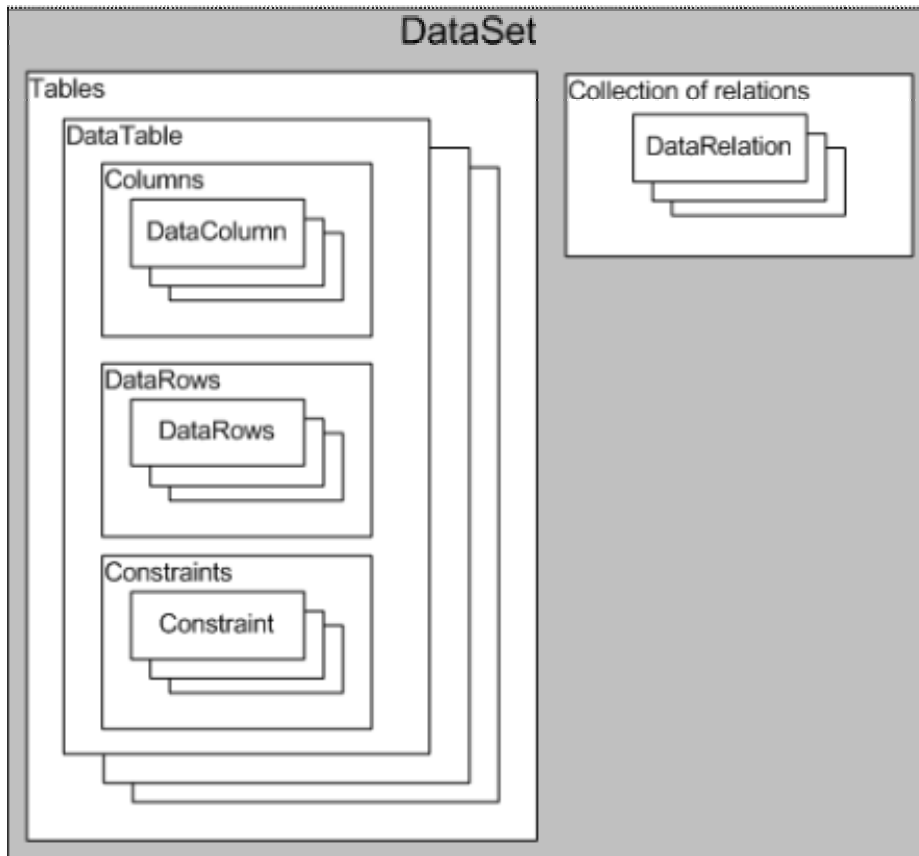 DataSet
Tables
DataTable
Columns
DataColumn
DataRows
DataRows
Constraints
Constraint
Collection of relations
DataRelation